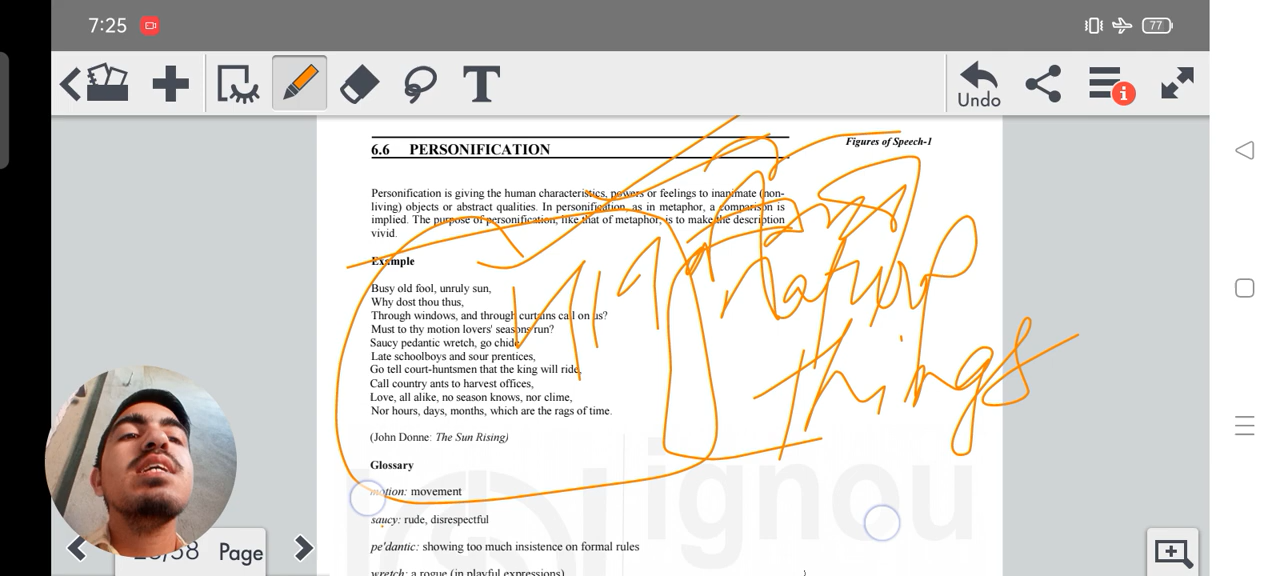 7:25
77
T
Undo
i
Figures of Speech-1
6.6 PERSONIFICATION
Personification is giving the human characteristics, powers or feelings to inanimate (non-
living) objects or abstract qualities. In personification, as in metaphor, a comparison is
implied. The purpose of personification, like that of metaphor, is to make the description
vivid.
Example
Busy old fool, unruly sun,
Why dost thou thus,
Through windows, and through curtains call on us?
Must to thy motion lovers' seasons run?
Saucy pedantic wretch, go chide
Late schoolboys and sour prentices,
Go tell court-huntsmen that the king will ride,
Call country ants to harvest offices,
Love, all alike, no season knows, nor clime,
Nor hours, days, months, which are the rags of time.
(John Donne: The Sun Rising)
Glossary
motion: movement
saucy: rude, disrespectful
pe'dantic: showing too much insistence on formal rules
wretch: a rogue (in playful expressions)
nature
things
ignou
/58 Page